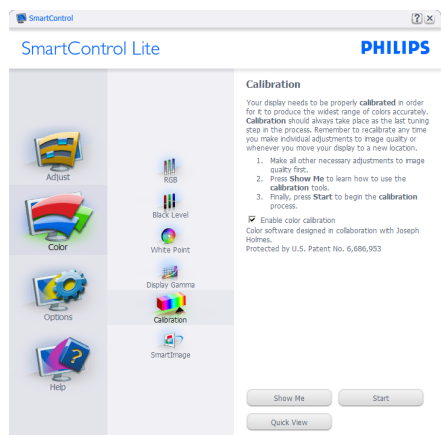 SmartControl
SmartControl Lite
PHILIPS
Adjust
Color
Options
Help
RGB
Black Level
White Point
Display Gamma
Calibration
SmartImage
Calibration
Your display needs to be properly calibrated in order
for it to produce the widest range of colors accurately.
Calibration should always take place as the last tuning
step in the process. Remember to recalibrate any time
you make individual adjustments to image quality or
whenever you move your display to a new location.
1. Make all other necessary adjustments to image
quality first.
2. Press Show Me to learn how to use the
calibration tools.
3. Finally, press Start to begin the calibration
process.
Enable color calibration
Color software designed in collaboration with Joseph
Holmes.
Protected by U.S. Patent No. 6,686,953
Show Me
Start
Quick View